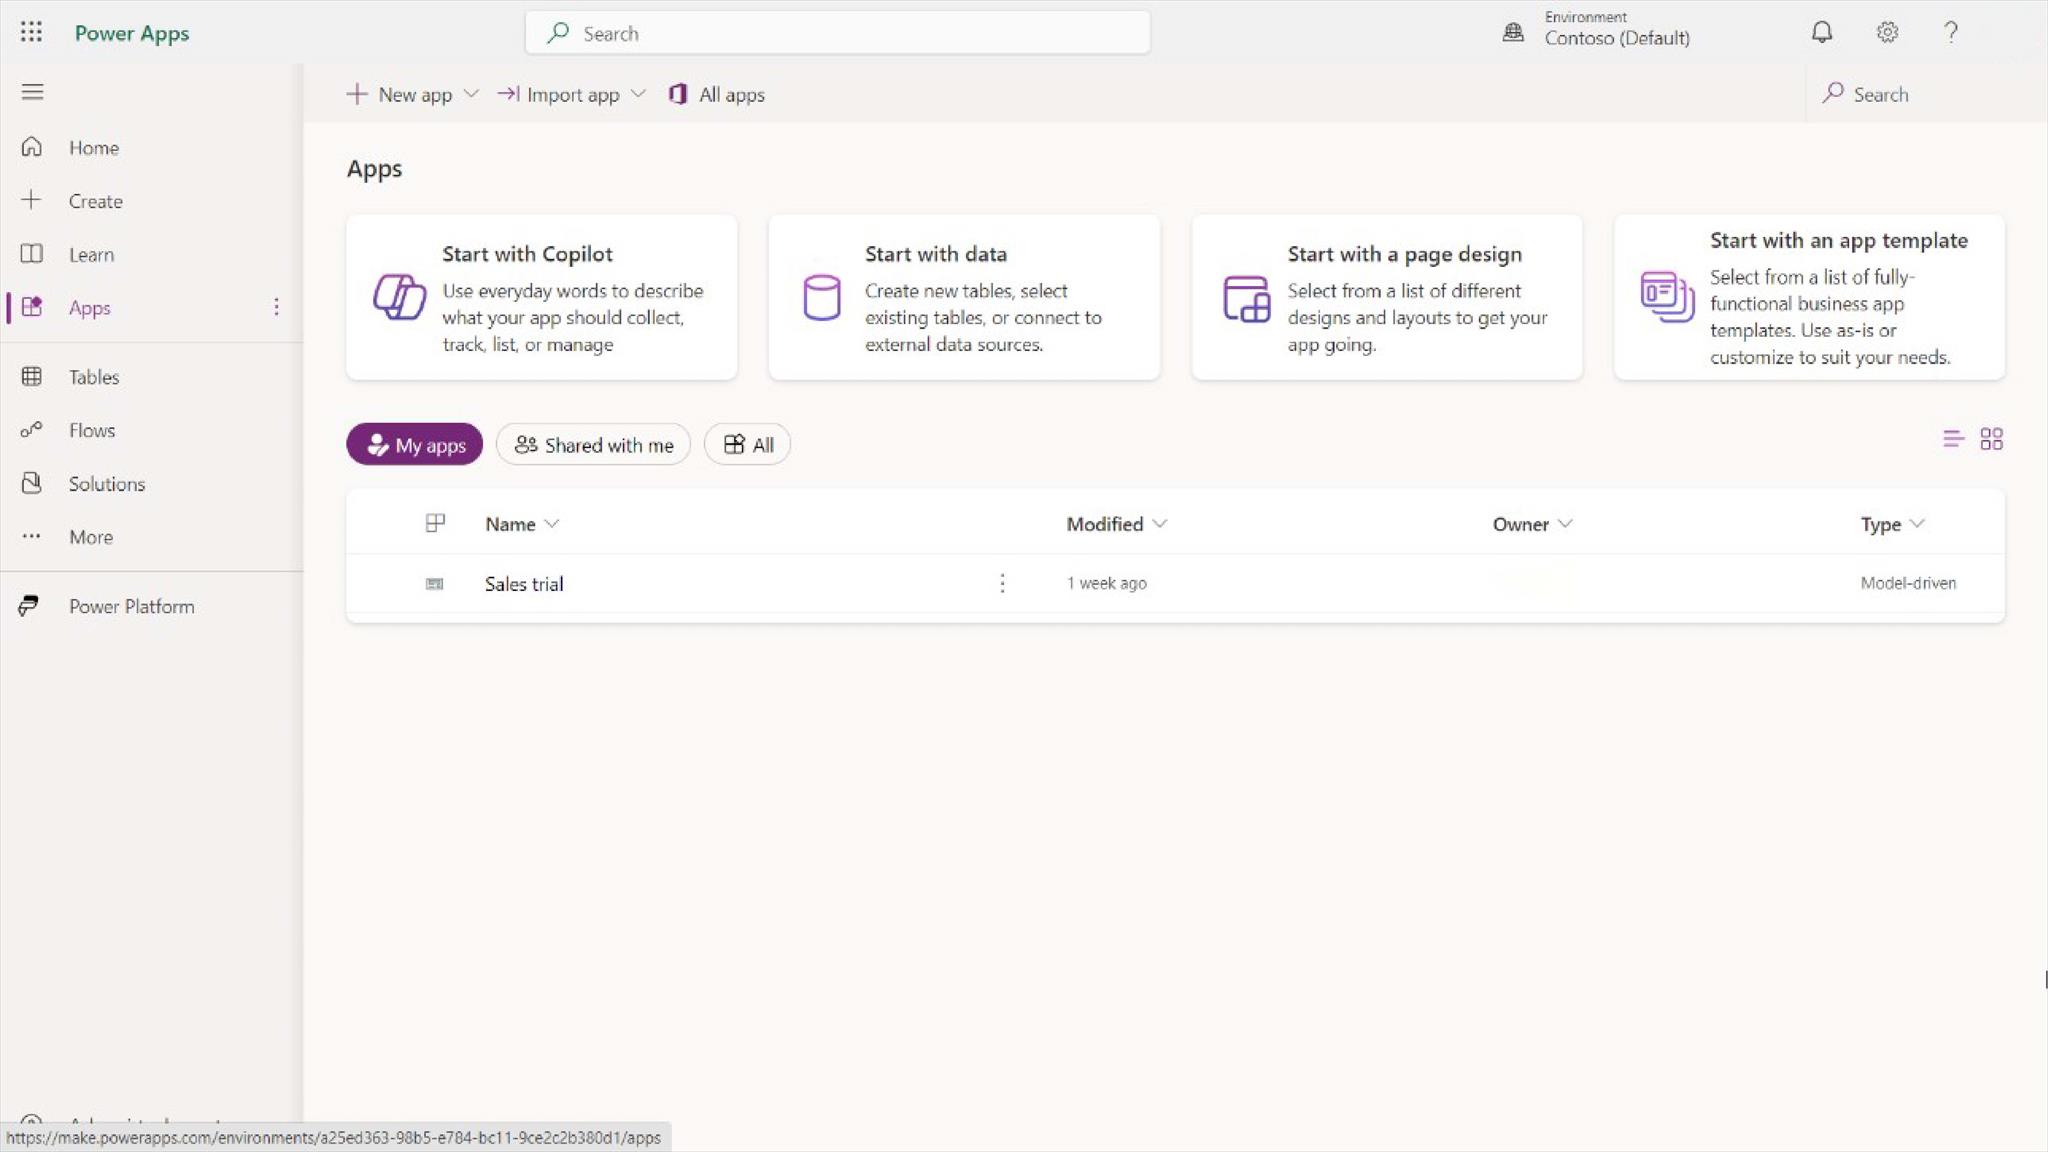 Power Apps
Search
Environment
Contoso (Default)
?
New app
Import app
All apps
Search
Home
Create
Learn
Apps
Tables
Flows
Solutions
More
Power Platform
Apps
Start with Copilot
Use everyday words to describe
what your app should collect,
track, list, or manage
Start with data
Create new tables, select
existing tables, or connect to
external data sources.
Start with a page design
Select from a list of different
designs and layouts to get your
app going.
Start with an app template
Select from a list of fully-
functional business app
templates. Use as-is or
customize to suit your needs.
My apps
Shared with me
All
Name
Modified
Owner
Type
Sales trial
1 week ago
Model-driven
https://make.powerapps.com/environments/a25ed363-98b5-e784-bc11-9ce2c2b380d1/apps